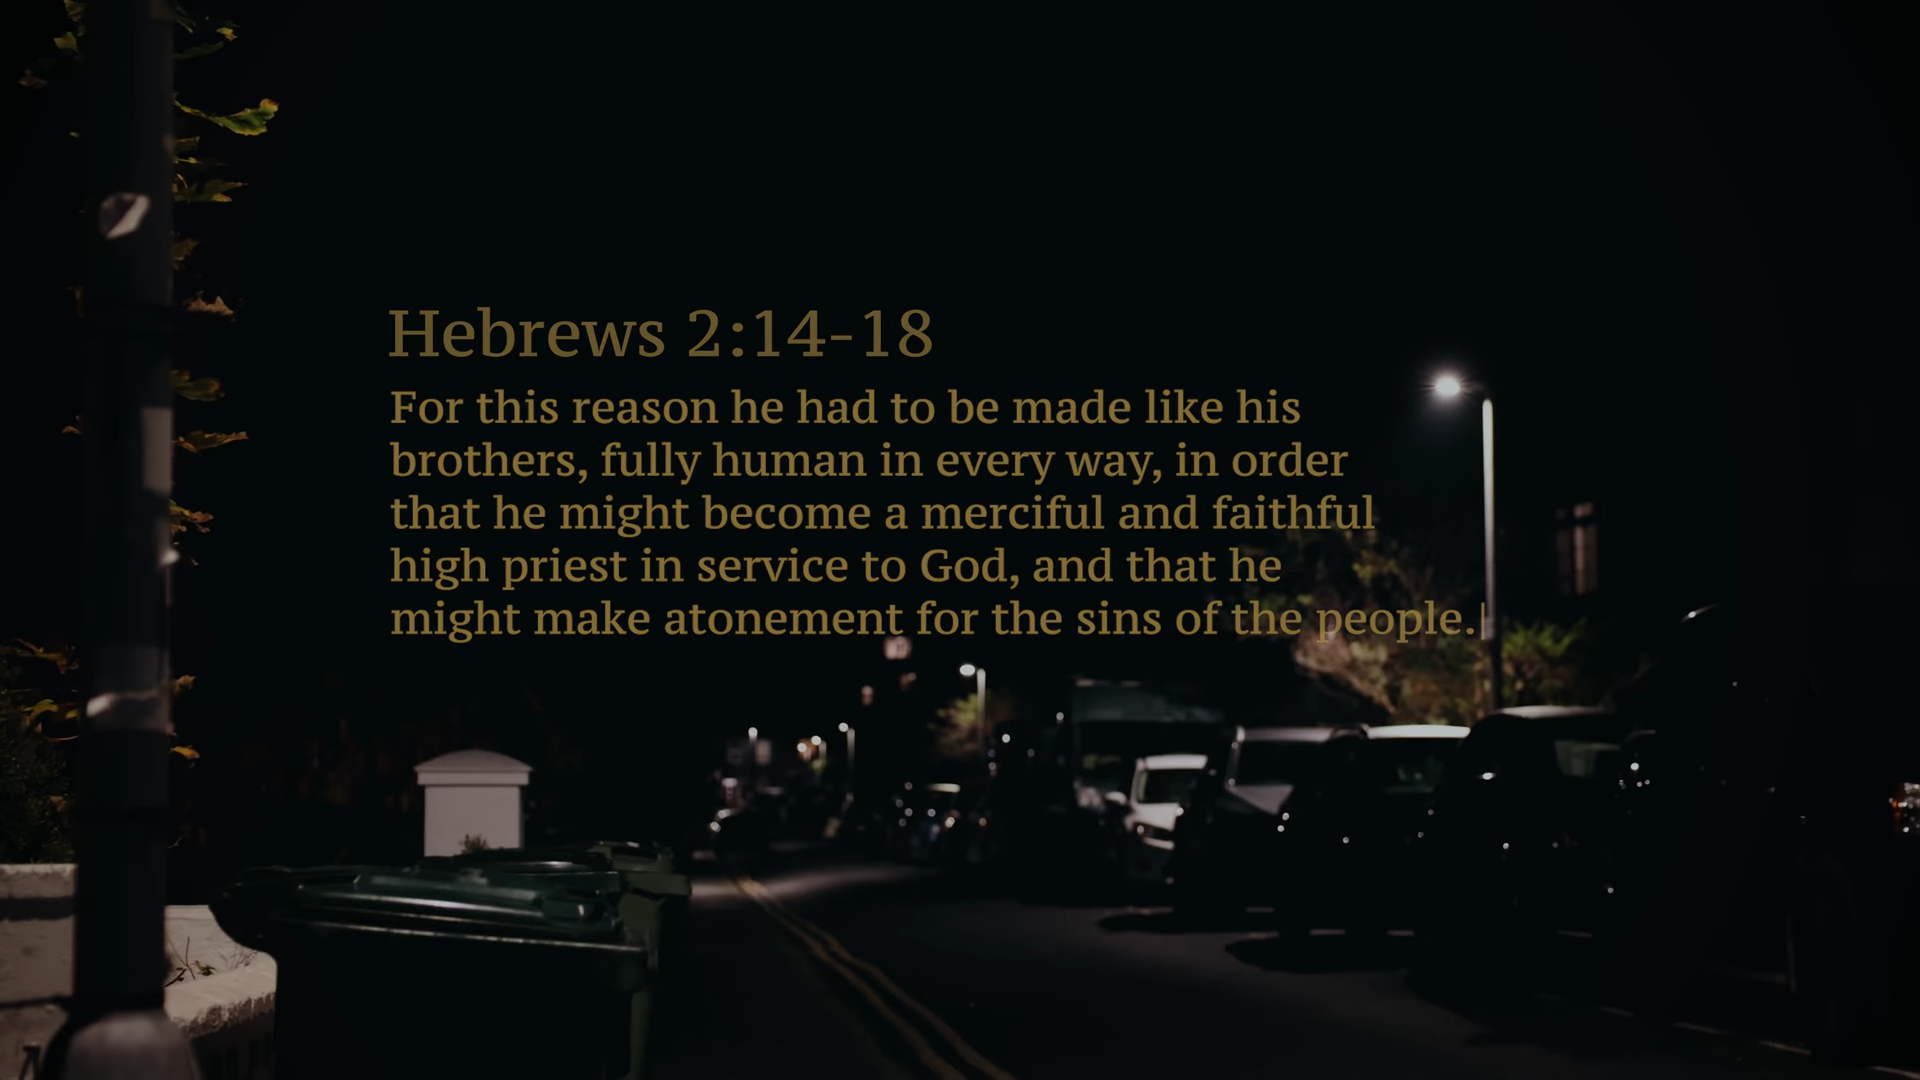 Hebrews 2:14-18
For this reason he had to be made like his
brothers, fully human in every way, in order
that he might become a merciful and faithful
high priest in service to God, and that he
might make atonement for the sins of the people.|